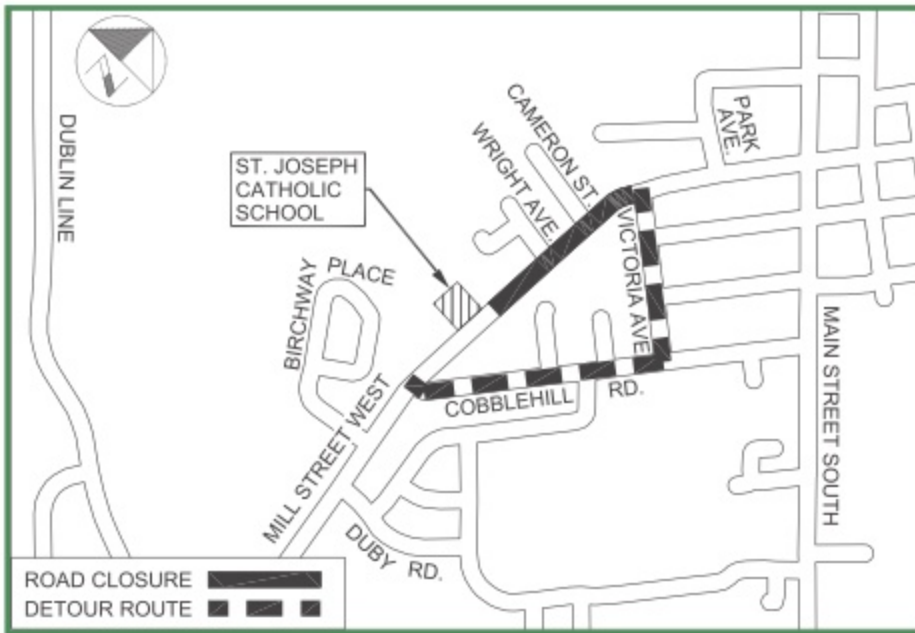 CAMERON ST.
WRIGHT AVE.
PARK
AVE.
DUBLIN LINE
ST. JOSEPH
CATHOLIC
SCHOOL
VICTORIA AVE.
BIRCHWAY
PLACE
MAIN STREET SOUTH
COBBLEHILL
RD.
MILL STREET WEST
DUBY
RD.
ROAD CLOSURE
DETOUR ROUTE